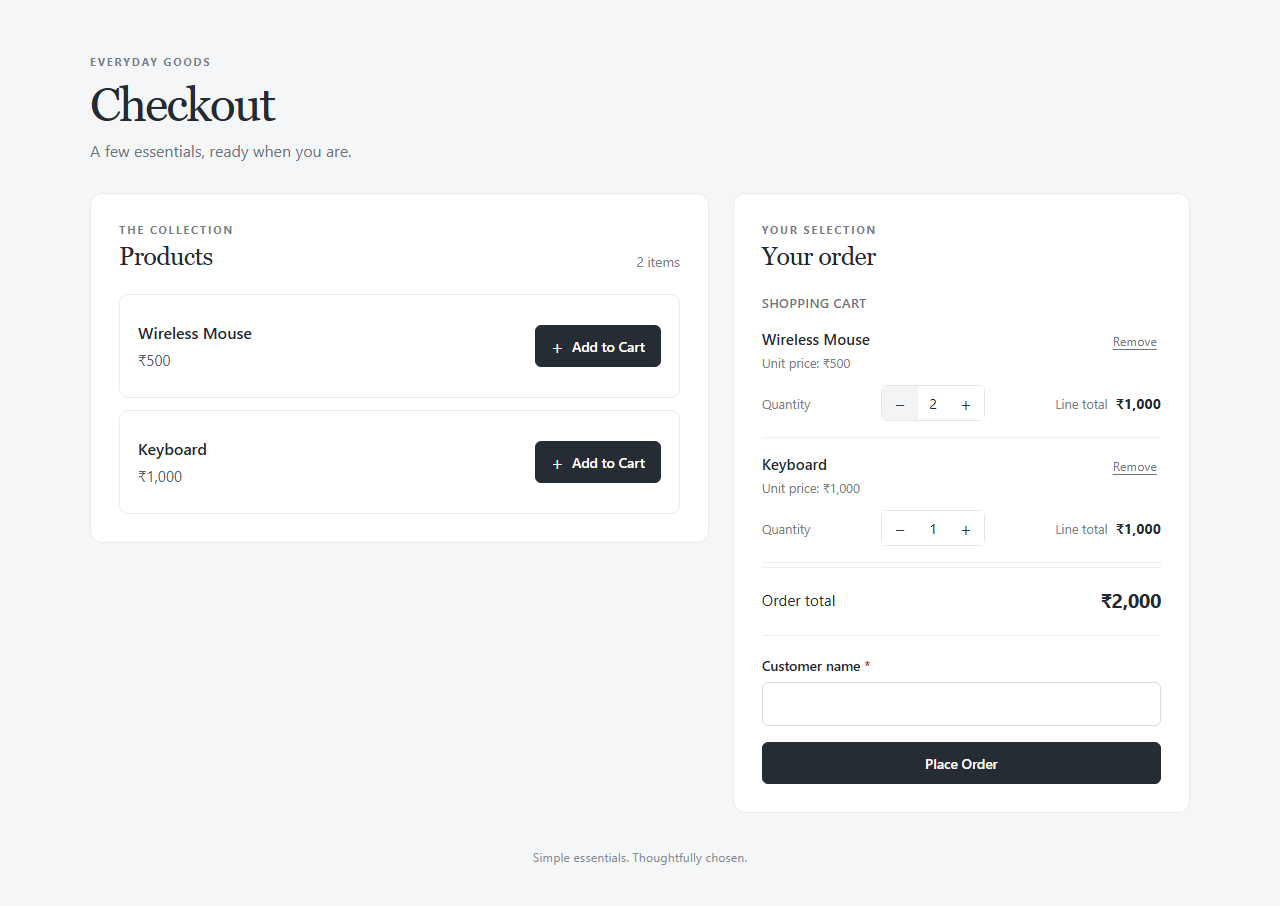 EVERYDAY GOODS
Checkout
A few essentials, ready when you are.
THE COLLECTION
Products
2 items
Wireless Mouse
₹500
+ Add to Cart
Keyboard
₹1,000
+ Add to Cart
YOUR SELECTION
Your order
SHOPPING CART
Wireless Mouse
Remove
Unit price: ₹500
Quantity − 2 + Line total ₹1,000
Keyboard
Remove
Unit price: ₹1,000
Quantity − 1 + Line total ₹1,000
Order total ₹2,000
Customer name *
Place Order
Simple essentials. Thoughtfully chosen.